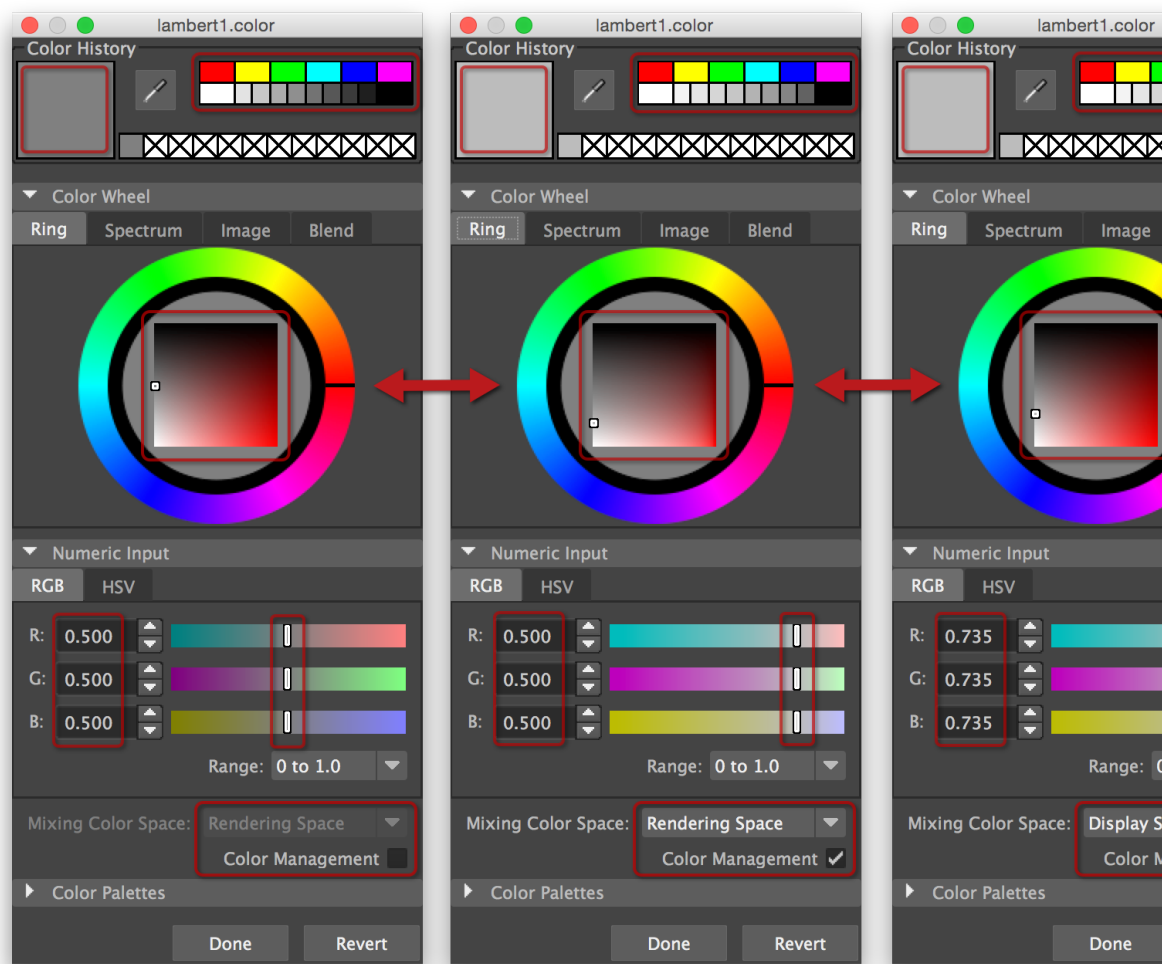 lambert1.color
Color History
Color Wheel
Ring Spectrum Image Blend
Numeric Input
RGB HSV
R: 0.500
G: 0.500
B: 0.500
Range: 0 to 1.0
Mixing Color Space: Rendering Space
Color Management
Color Palettes
Done Revert
lambert1.color
Color History
Color Wheel
Ring Spectrum Image Blend
Numeric Input
RGB HSV
R: 0.500
G: 0.500
B: 0.500
Range: 0 to 1.0
Mixing Color Space: Rendering Space
Color Management
Color Palettes
Done Revert
lambert1.color
Color History
Color Wheel
Ring Spectrum Image
Numeric Input
RGB HSV
R: 0.735
G: 0.735
B: 0.735
Range:
Mixing Color Space: Display
Color
Color Palettes
Done